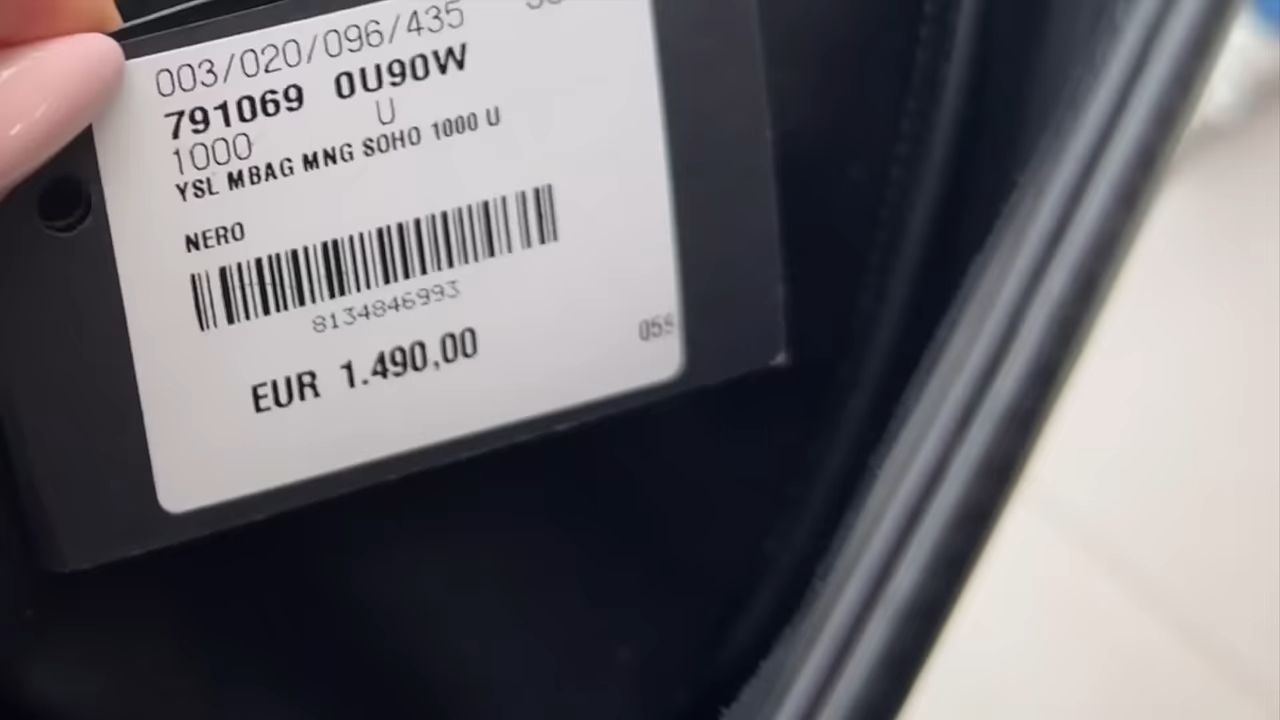 003/020/096/435
791069 0U90W
1000 U
YSL MBAG MNG SOHO 1000 U
NERO
8134846993
EUR 1.490,00